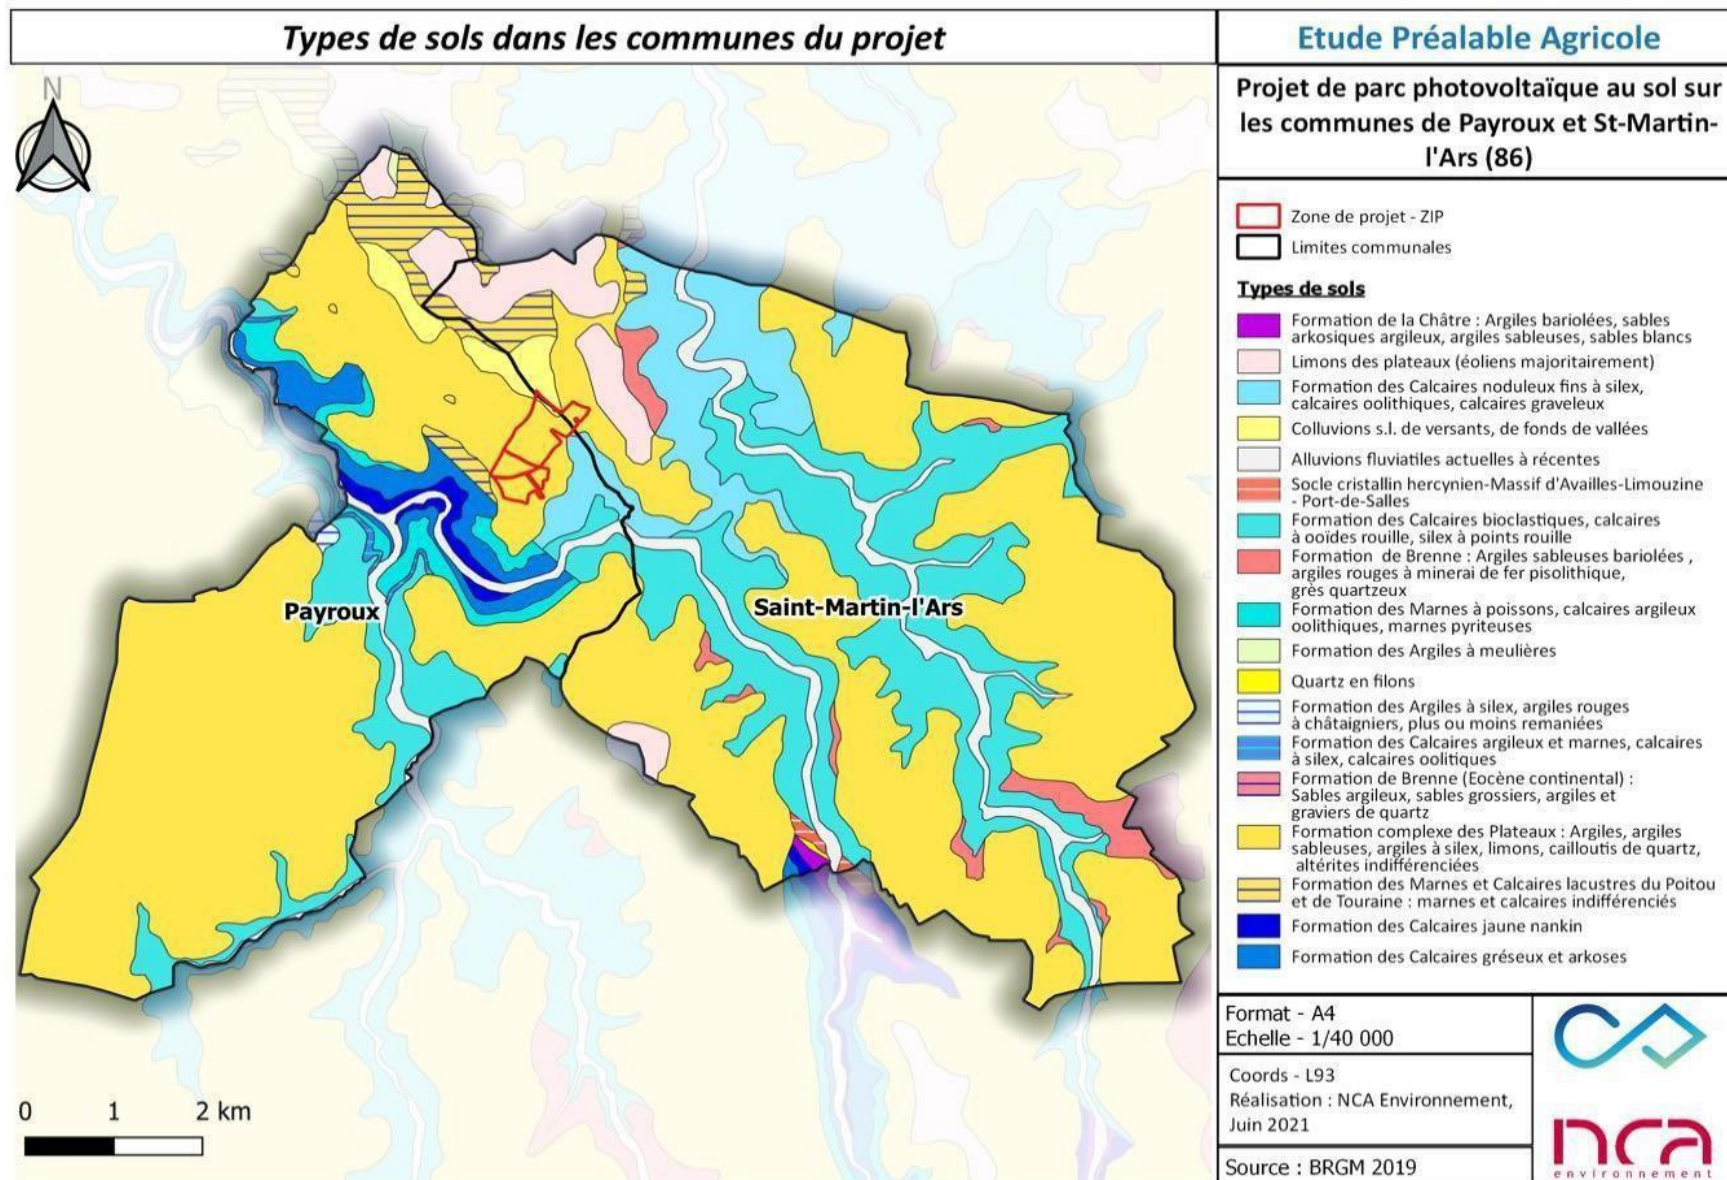 Types de sols dans les communes du projet
Etude Préalable Agricole
Projet de parc photovoltaïque au sol sur
les communes de Payroux et St-Martin-
l'Ars (86)
N
Zone de projet - ZIP
Limites communales
Types de sols
Formation de la Châtre : Argiles bariolées, sables
arkosiques argileux, argiles sableuses, sables blancs
Limons des plateaux (éoliens majoritairement)
Formation des Calcaires noduleux fins à silex,
calcaires oolithiques, calcaires graveleux
Colluvions s.l. de versants, de fonds de vallées
Alluvions fluviatiles actuelles à récentes
Socle cristallin hercynien-Massif d'Availles-Limouzine
- Port-de-Salles
Formation des Calcaires bioclastiques, calcaires
à ooïdes rouille, silex à points rouille
Formation de Brenne : Argiles sableuses bariolées ,
argiles rouges à minerai de fer pisolithique,
grès quartzeux
Formation des Marnes à poissons, calcaires argileux
oolithiques, marnes pyriteuses
Formation des Argiles à meulières
Quartz en filons
Formation des Argiles à silex, argiles rouges
à châtaigniers, plus ou moins remaniées
Formation des Calcaires argileux et marnes, calcaires
à silex, calcaires oolitiques
Formation de Brenne (Eocène continental) :
Sables argileux, sables grossiers, argiles et
graviers de quartz
Formation complexe des Plateaux : Argiles, argiles
sableuses, argiles à silex, limons, cailloutis de quartz,
altérites indifférenciées
Formation des Marnes et Calcaires lacustres du Poitou
et de Touraine : marnes et calcaires indifférenciés
Formation des Calcaires jaune nankin
Formation des Calcaires gréseux et arkoses
Payroux
Saint-Martin-l'Ars
0 1 2 km
Format - A4
Echelle - 1/40 000
Coords - L93
Réalisation : NCA Environnement,
Juin 2021
Source : BRGM 2019
nca
environnement